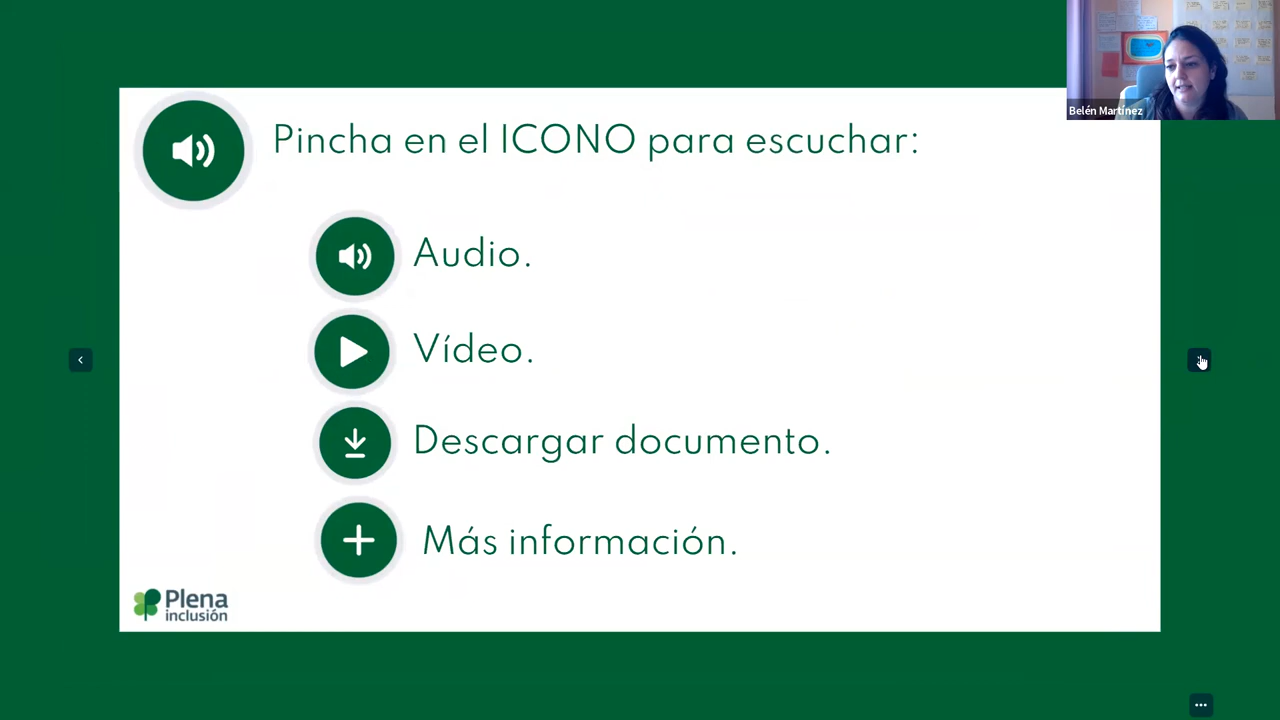 Belén Martínez
Pincha en el ICONO para escuchar:
Audio.
Vídeo.
Descargar documento.
Más información.
Plena
inclusión